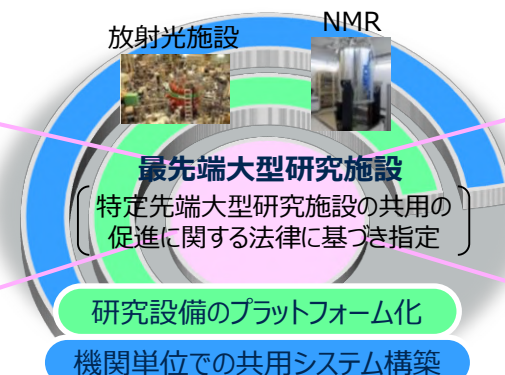 放射光施設
NMR
最先端大型研究施設
特定先端大型研究施設の共用の
促進に関する法律に基づき指定
研究設備のプラットフォーム化
機関単位での共用システム構築